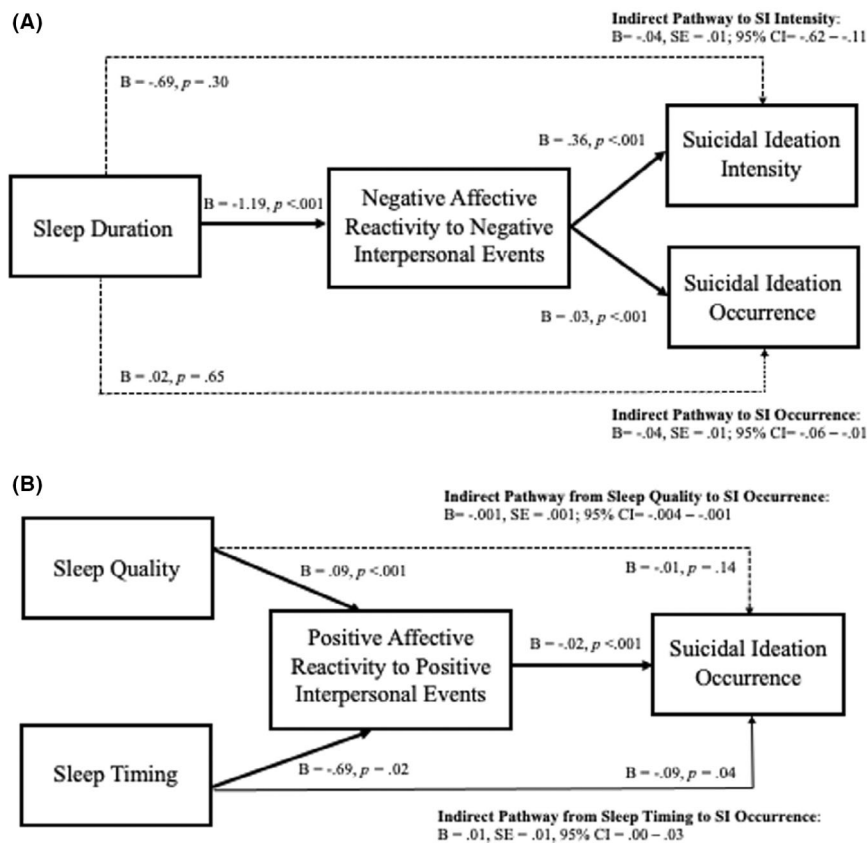 (A)
Indirect Pathway to SI Intensity:
B= -.04, SE = .01; 95% CI= -.62 – -.11
B = -.69, p = .30
B = .36, p <.001
Suicidal Ideation
Intensity
Sleep Duration
B = -1.19, p <.001
Negative Affective
Reactivity to Negative
Interpersonal Events
Suicidal Ideation
Occurrence
B = .03, p <.001
B = .02, p = .65
Indirect Pathway to SI Occurrence:
B= -.04, SE = .01; 95% CI= -.06 – -.01
(B)
Indirect Pathway from Sleep Quality to SI Occurrence:
B= -.001, SE = .001; 95% CI= -.004 – -.001
Sleep Quality
B = .09, p <.001
B = -.01, p = .14
Positive Affective
Reactivity to Positive
Interpersonal Events
B = -.02, p <.001
Suicidal Ideation
Occurrence
Sleep Timing
B = -.69, p = .02
B = -.09, p = .04
Indirect Pathway from Sleep Timing to SI Occurrence:
B = .01, SE = .01, 95% CI = .00 – .03